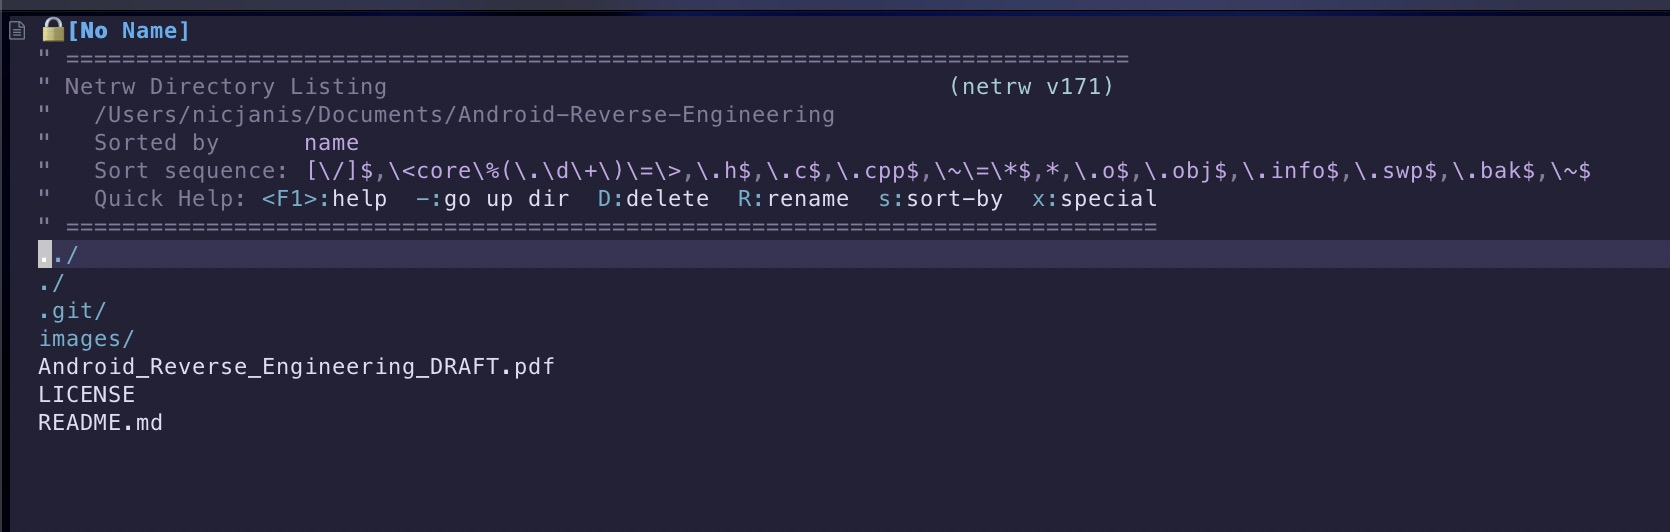 [No Name]
" ============================================================================
" Netrw Directory Listing                                        (netrw v171)
"   /Users/nicjanis/Documents/Android-Reverse-Engineering
"   Sorted by      name
"   Sort sequence: [\/]$,\<core\%(\.\d\+\)\=\>,\.h$,\.c$,\.cpp$,\~\=\*$,*,\.o$,\.obj$,\.info$,\.swp$,\.bak$,\~$
"   Quick Help: <F1>:help  -:go up dir  D:delete  R:rename  s:sort-by  x:special
" ==============================================================================
../
./
.git/
images/
Android_Reverse_Engineering_DRAFT.pdf
LICENSE
README.md